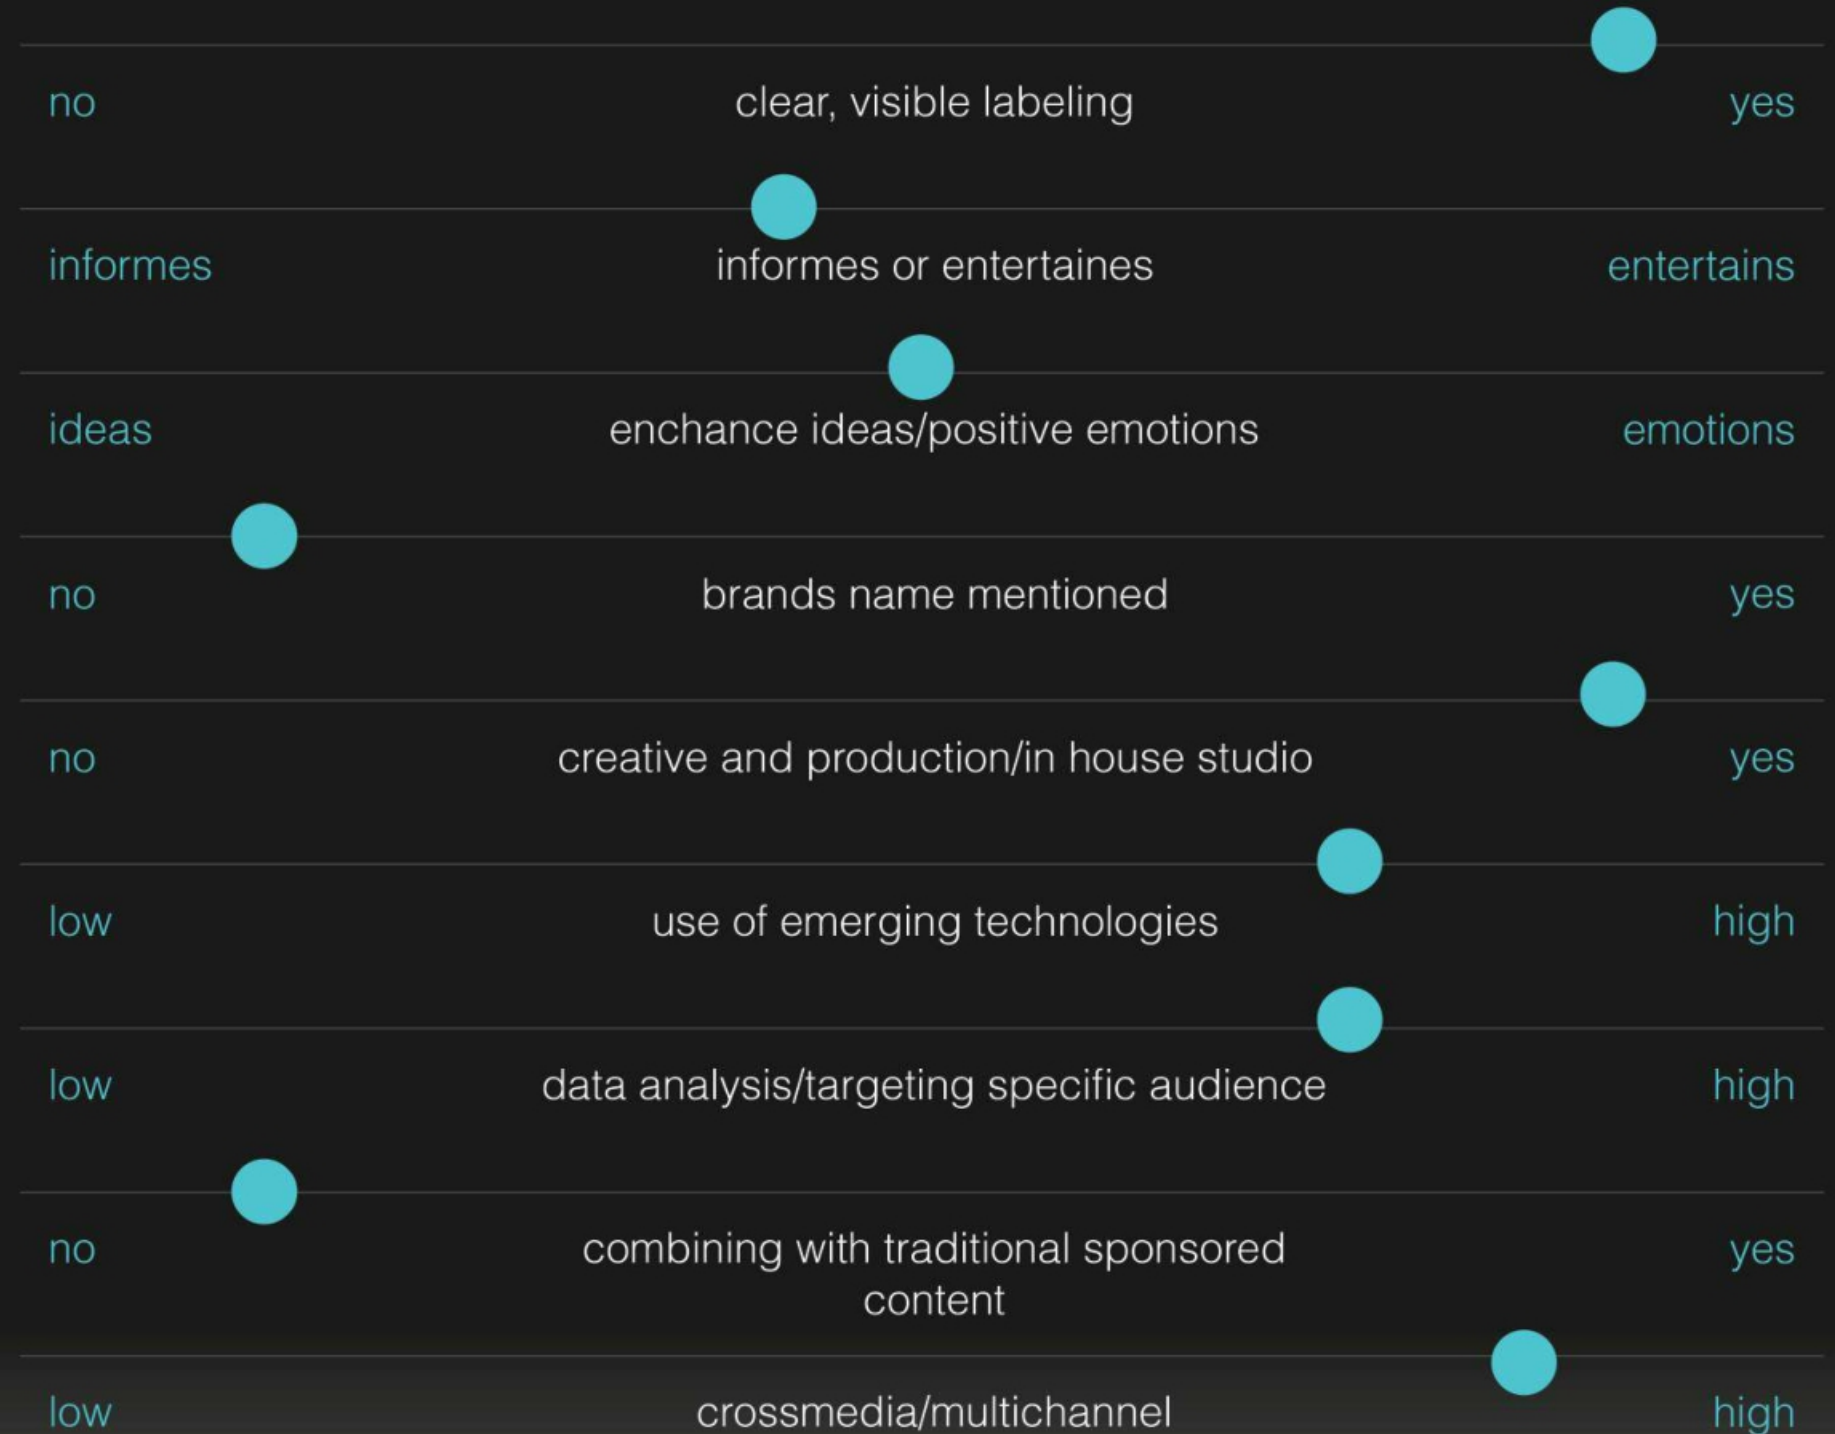 no clear, visible labeling yes
informes informes or entertaines entertains
ideas enchance ideas/positive emotions emotions
no brands name mentioned yes
no creative and production/in house studio yes
low use of emerging technologies high
low data analysis/targeting specific audience high
no combining with traditional sponsored yes
content
low crossmedia/multichannel high